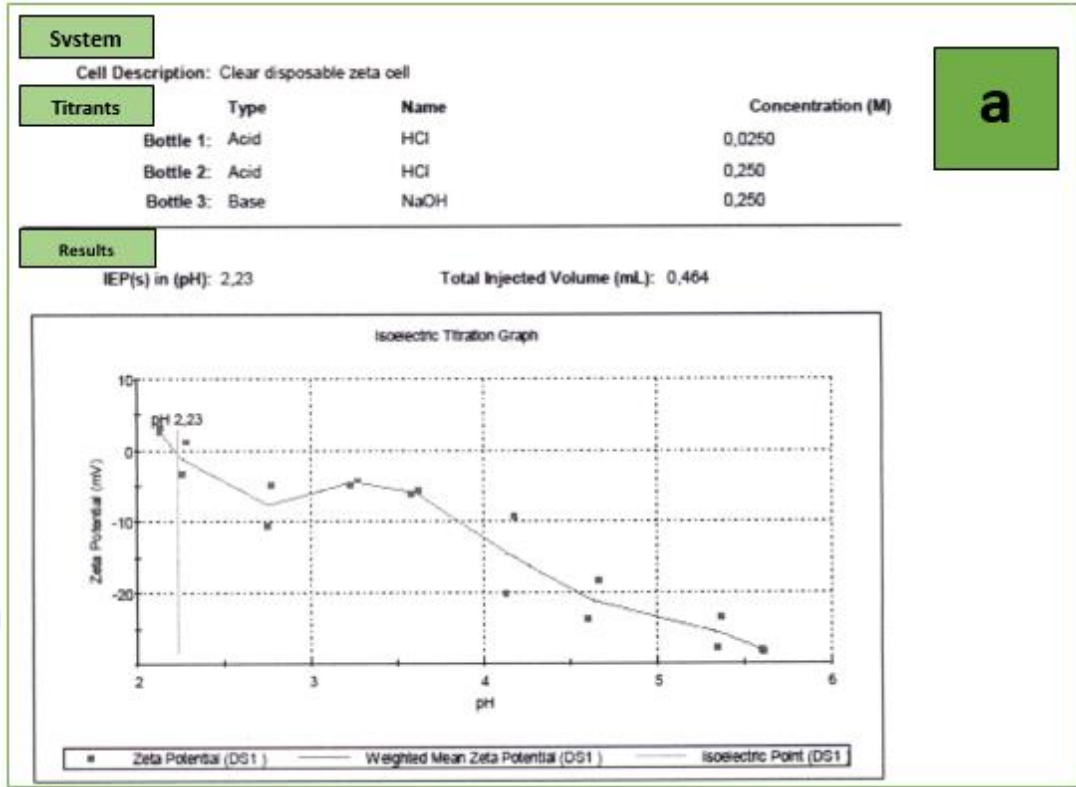 Svstem
a
Cell Description: Clear disposable zeta cell
Titrants Type Name Concentration (M)
Bottle 1: Acid HCl 0,0250
Bottle 2: Acid HCl 0,250
Bottle 3: Base NaOH 0,250
Results
IEP(s) in (pH): 2,23 Total Injected Volume (mL): 0,464
Isoelectric Titration Graph
10
pH 2,23
0
-10
-20
Zeta Potential (mV)
2 3 4 5 6
pH
Zeta Potential (DS1 ) Weighted Mean Zeta Potential (DS1 ) Isoelectric Point (DS1